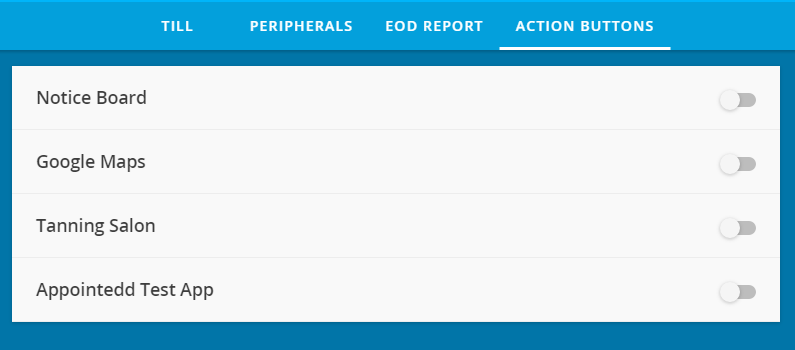 TILL PERIPHERALS EOD REPORT ACTION BUTTONS
Notice Board
Google Maps
Tanning Salon
Appointedd Test App